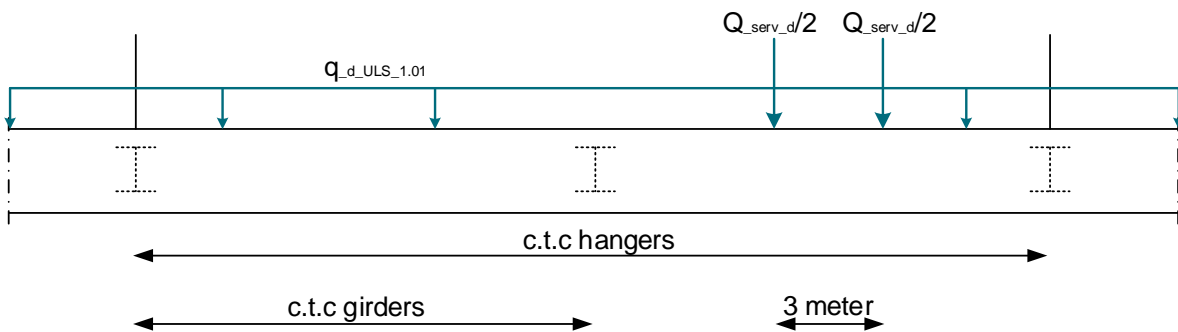 Q_serv_d/2 Q_serv_d/2
q_d_ULS_1.01
c.t.c hangers
c.t.c girders 3 meter